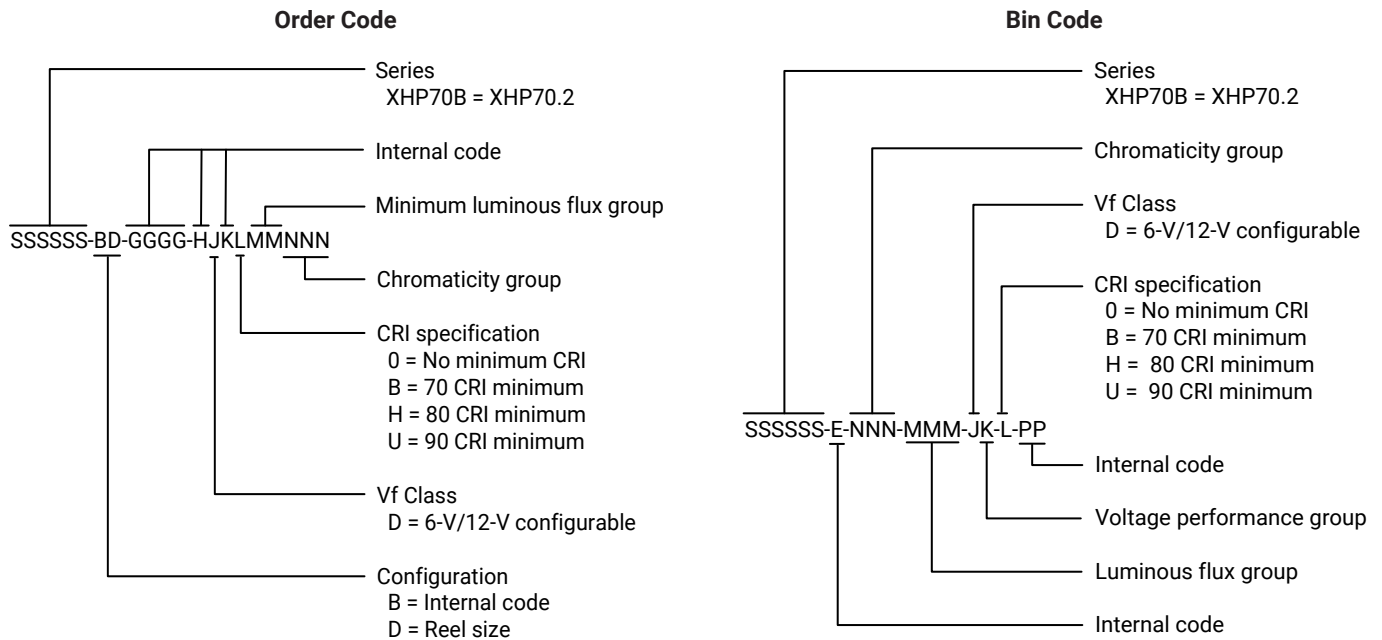 Order Code
Series
XHP70B = XHP70.2
Internal code
Minimum luminous flux group
SSSSSS-BD-GGGG-HJKLMMNNN
Chromaticity group
CRI specification
0 = No minimum CRI
B = 70 CRI minimum
H = 80 CRI minimum
U = 90 CRI minimum
Vf Class
D = 6-V/12-V configurable
Configuration
B = Internal code
D = Reel size
Bin Code
Series
XHP70B = XHP70.2
Chromaticity group
Vf Class
D = 6-V/12-V configurable
CRI specification
0 = No minimum CRI
B = 70 CRI minimum
H = 80 CRI minimum
U = 90 CRI minimum
SSSSSS-E-NNN-MMM-JK-L-PP
Internal code
Voltage performance group
Luminous flux group
Internal code